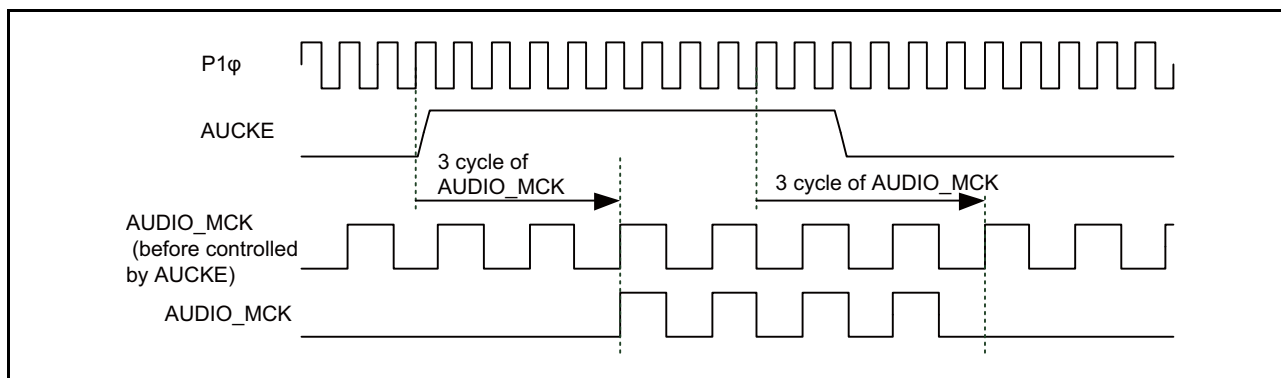 P1φ
AUCKE
3 cycle of
AUDIO_MCK
3 cycle of AUDIO_MCK
AUDIO_MCK
(before controlled
by AUCKE)
AUDIO_MCK